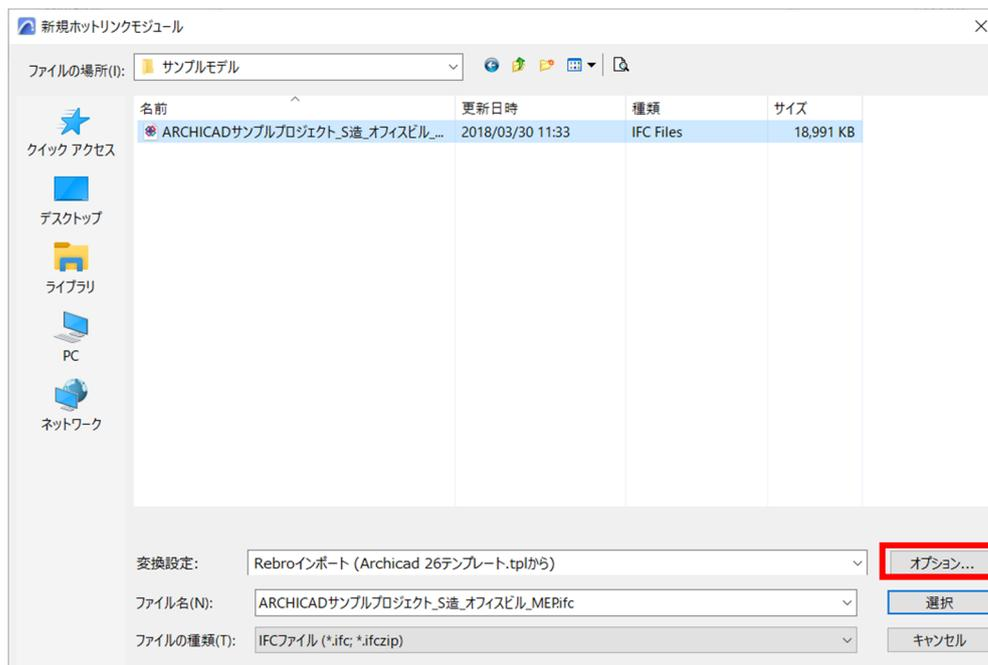 新規ホットリンクモジュール
ファイルの場所(I): サンプルモデル
名前 更新日時 種類 サイズ
ARCHICADサンプルプロジェクト_S造_オフィスビル_... 2018/03/30 11:33 IFC Files 18,991 KB
クイック アクセス
デスクトップ
ライブラリ
PC
ネットワーク
変換設定: Rebroインポート (Archicad 26テンプレート.tplから) オプション...
ファイル名(N): ARCHICADサンプルプロジェクト_S造_オフィスビル_MEP.ifc 選択
ファイルの種類(T): IFCファイル (*.ifc; *.ifczip) キャンセル